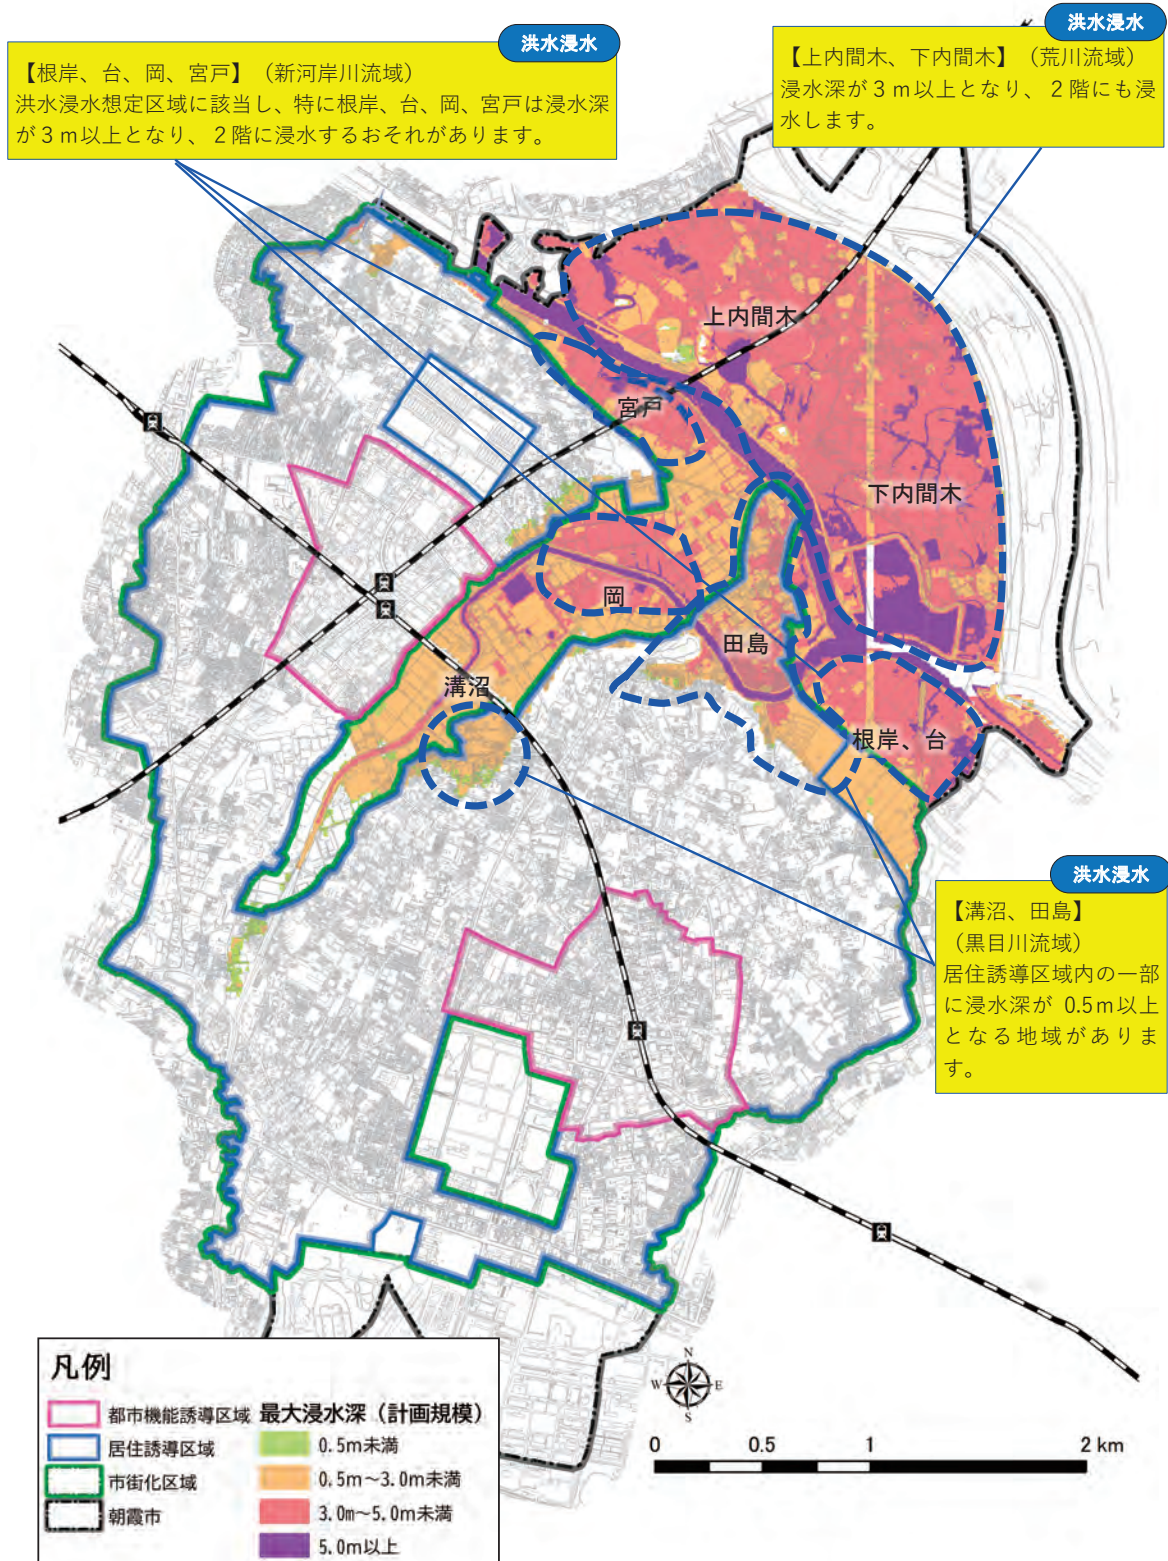 洪水浸水
【根岸、台、岡、宮戸】（新河岸川流域）
洪水浸水想定区域に該当し、特に根岸、台、岡、宮戸は浸水深
が３ｍ以上となり、２階に浸水するおそれがあります。
洪水浸水
【上内間木、下内間木】（荒川流域）
浸水深が３ｍ以上となり、２階にも浸
水します。
上内間木
宮戸
下内間木
岡
田島
溝沼
根岸、台
洪水浸水
【溝沼、田島】
（黒目川流域）
居住誘導区域内の一部
に浸水深が 0.5ｍ以上
となる地域がありま
す。
凡例
都市機能誘導区域
居住誘導区域
市街化区域
朝霞市
最大浸水深（計画規模）
0.5m未満
0.5m～3.0m未満
3.0m～5.0m未満
5.0m以上
N
W E
S
0 0.5 1 2 km